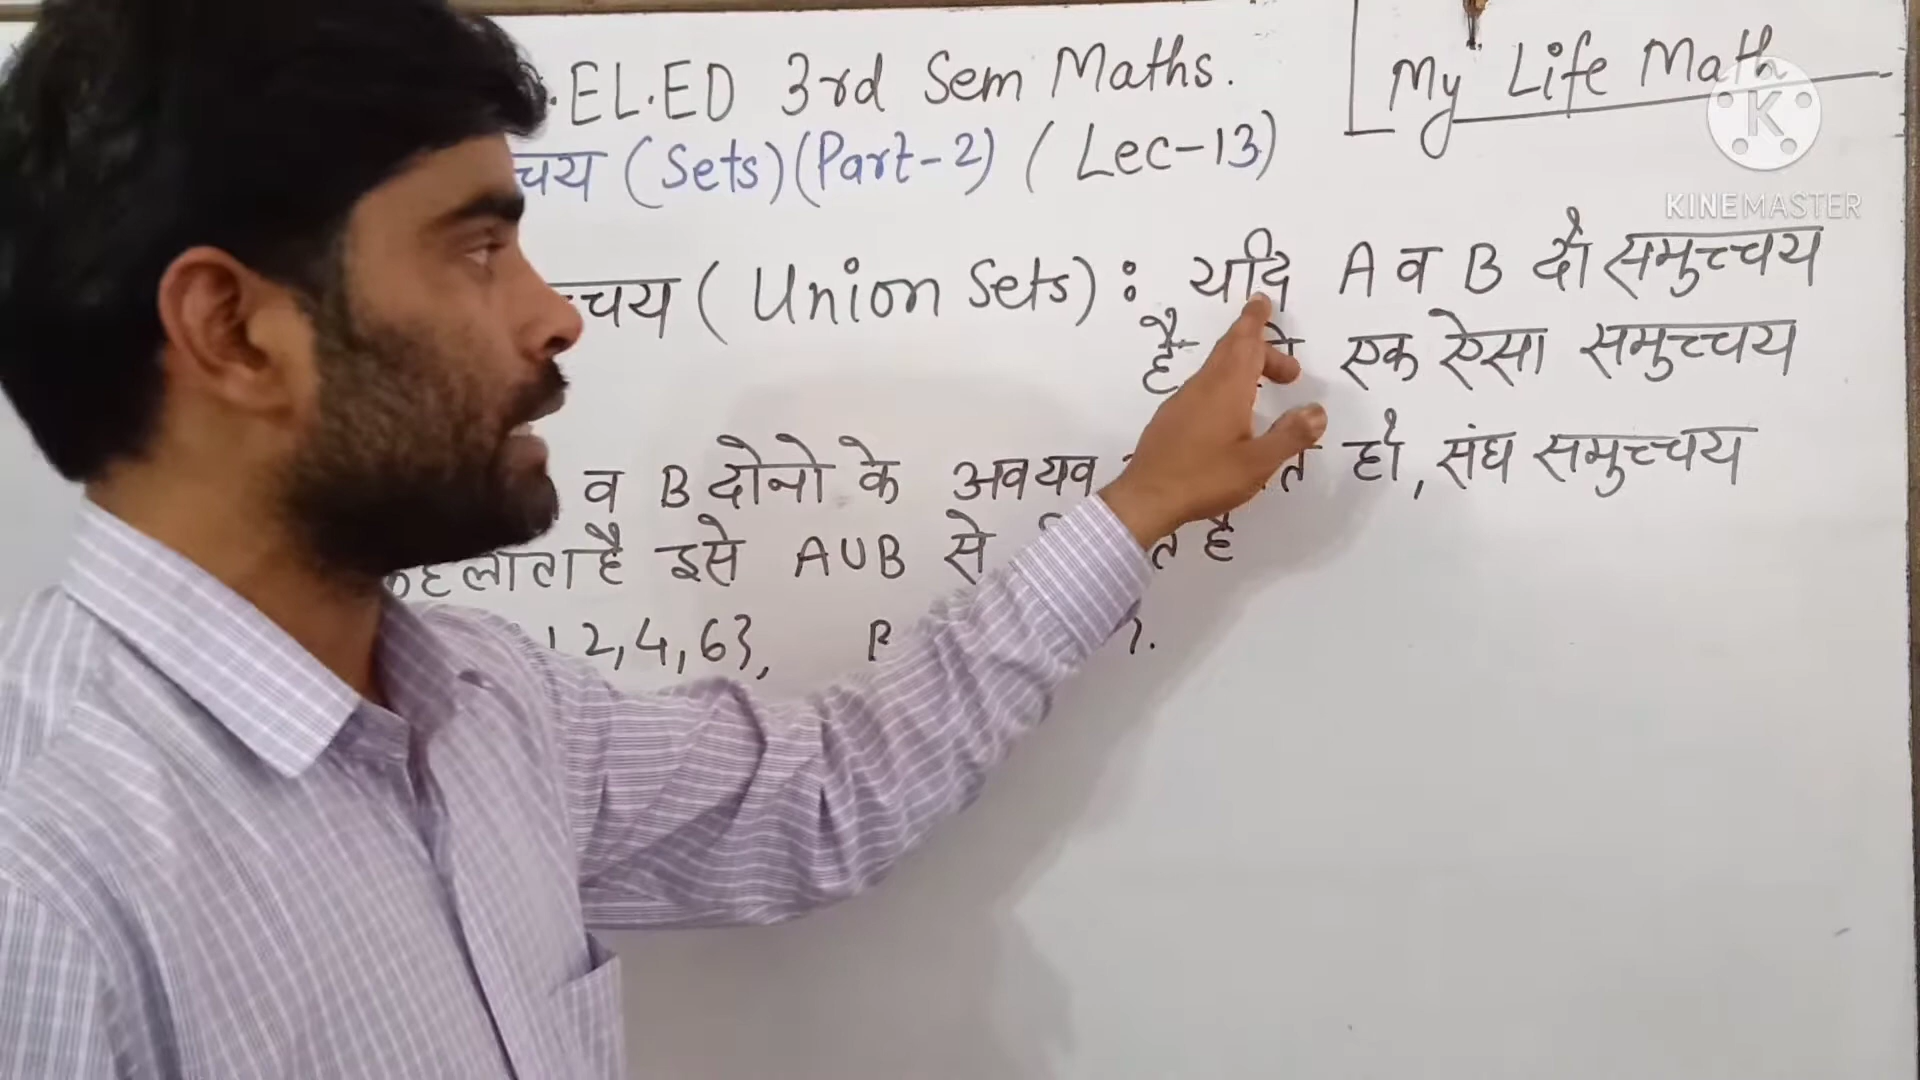 .EL.ED 3rd Sem Maths.
My Life Math
च्चय (Sets) (Part-2) (Lec-13)
KINEMASTER
च्चय (Union Sets) : यदि A व B दो समुच्चय
है एक ऐसा समुच्चय
व B दोनो के अवयव हो, संघ समुच्चय
कहलाता है इसे AUB से है
2,4,6},